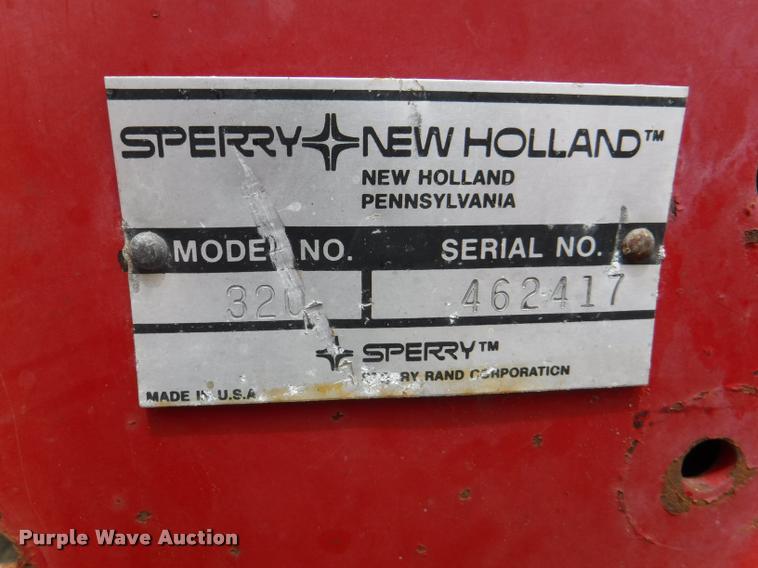 SPERRY NEW HOLLAND™
NEW HOLLAND
PENNSYLVANIA
MODEL NO. SERIAL NO.
320 462417
SPERRY™
SPERRY RAND CORPORATION
MADE IN U.S.A
Purple Wave Auction®